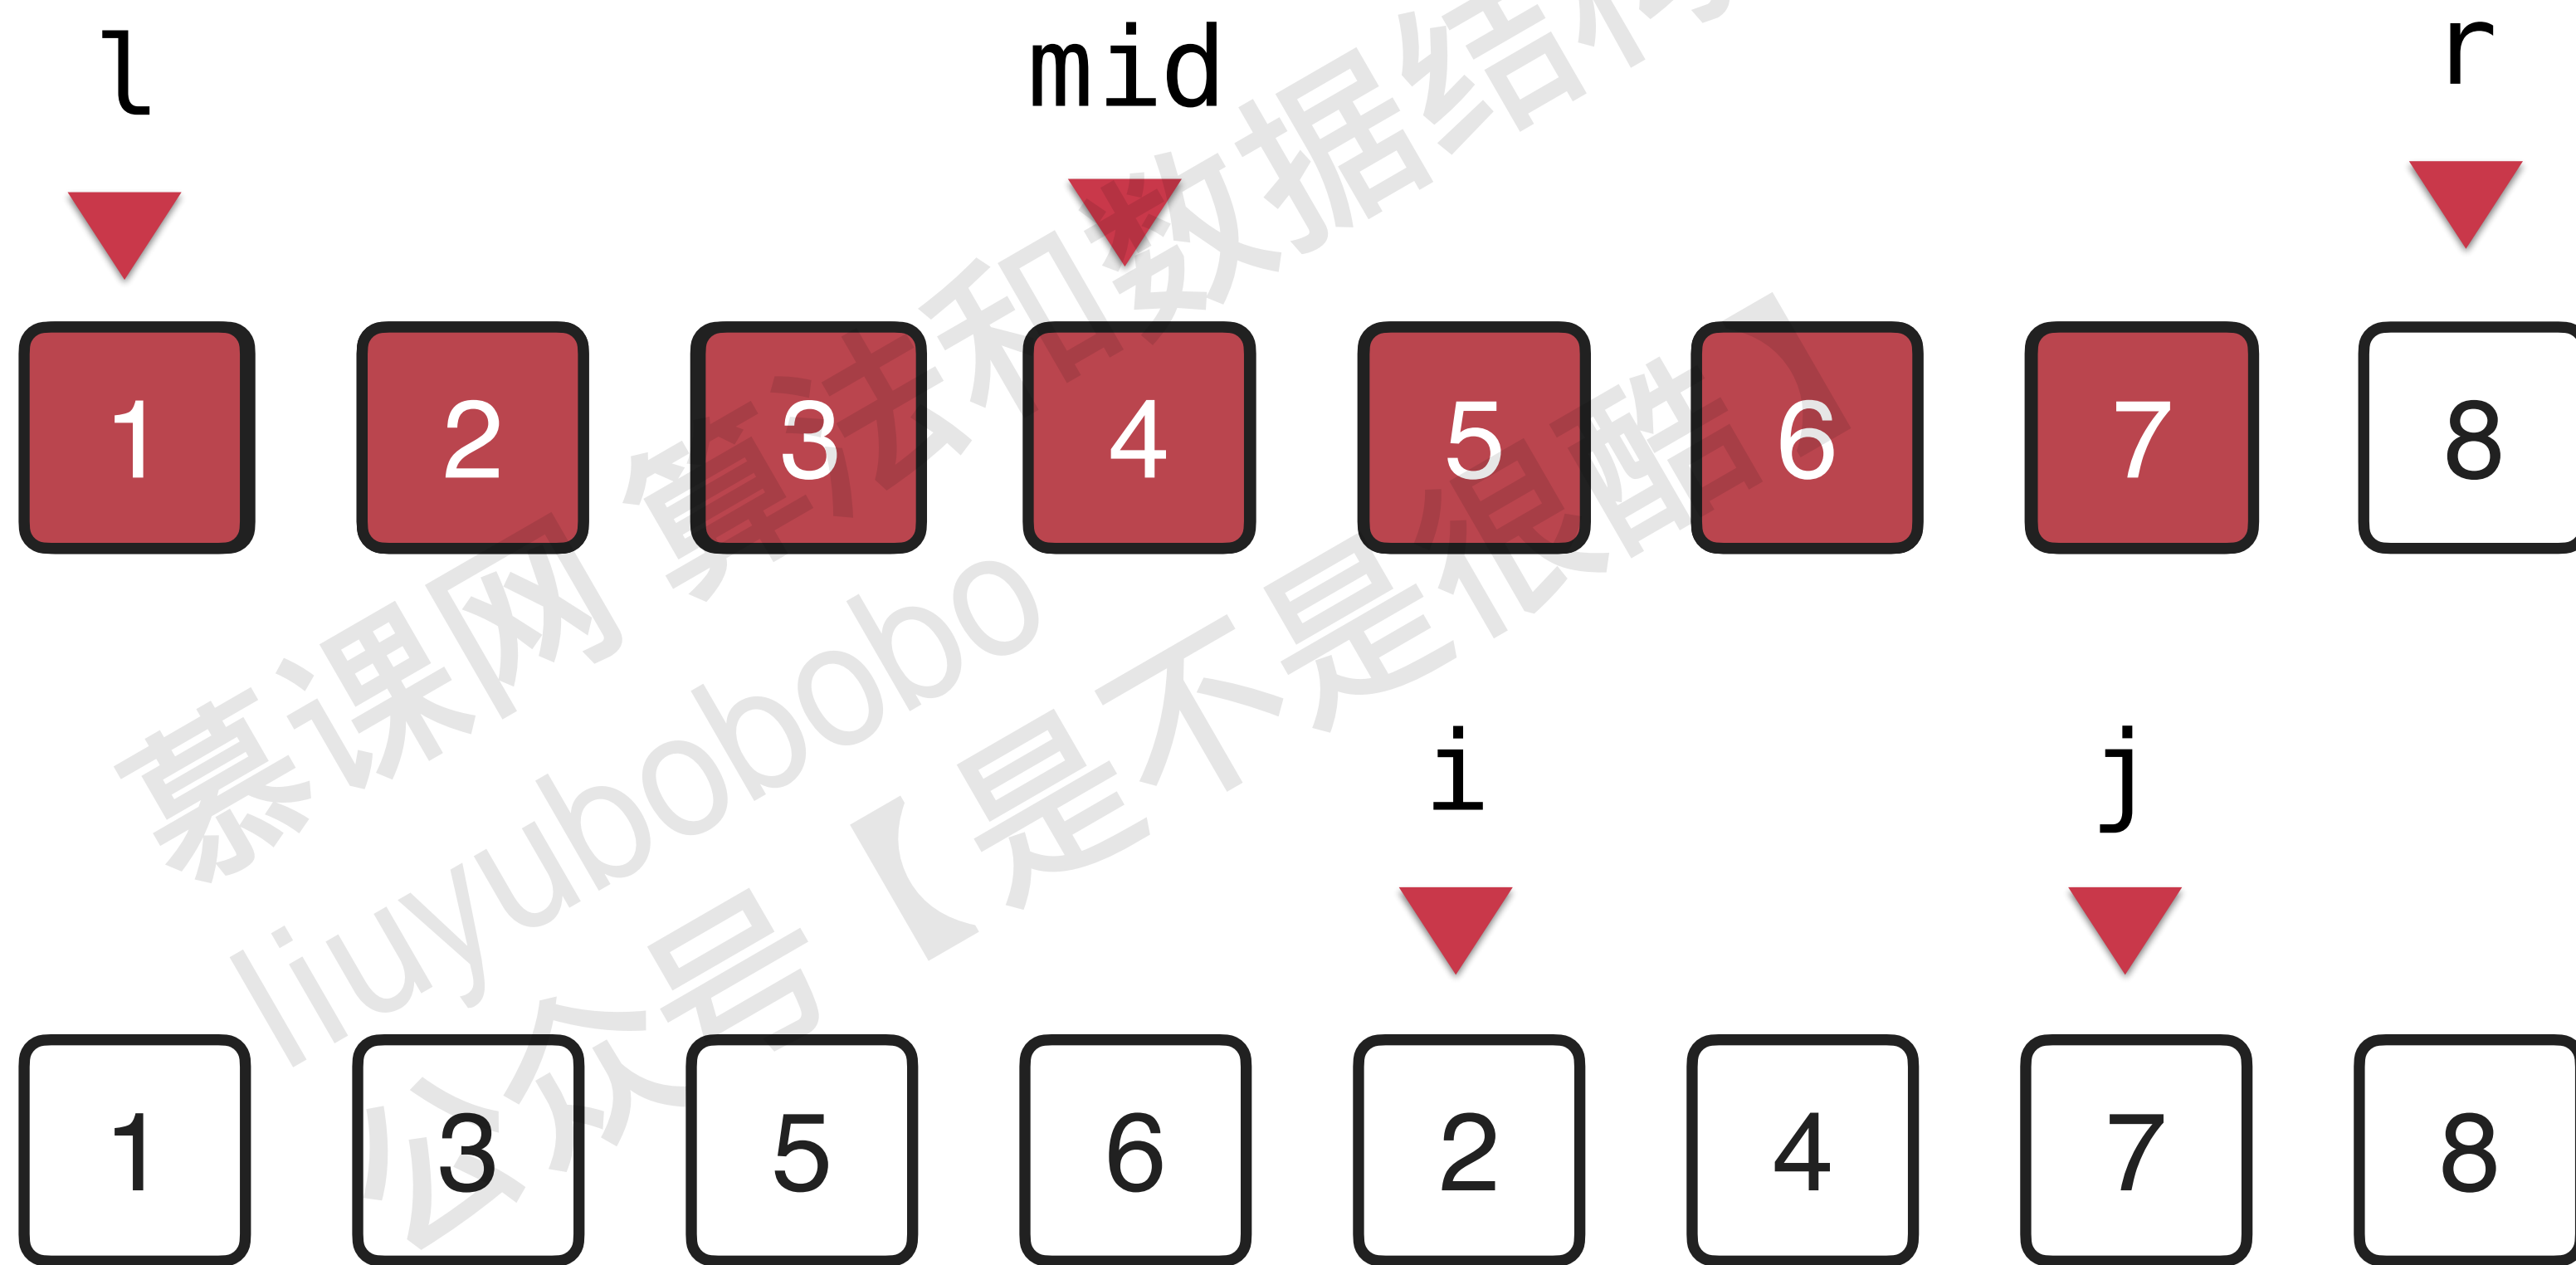 l mid r
1 2 3 4 5 6 7 8
i j
1 3 5 6 2 4 7 8
慕课网 算法和数据结构
liuyubobobo
公众号【是不是很酷】